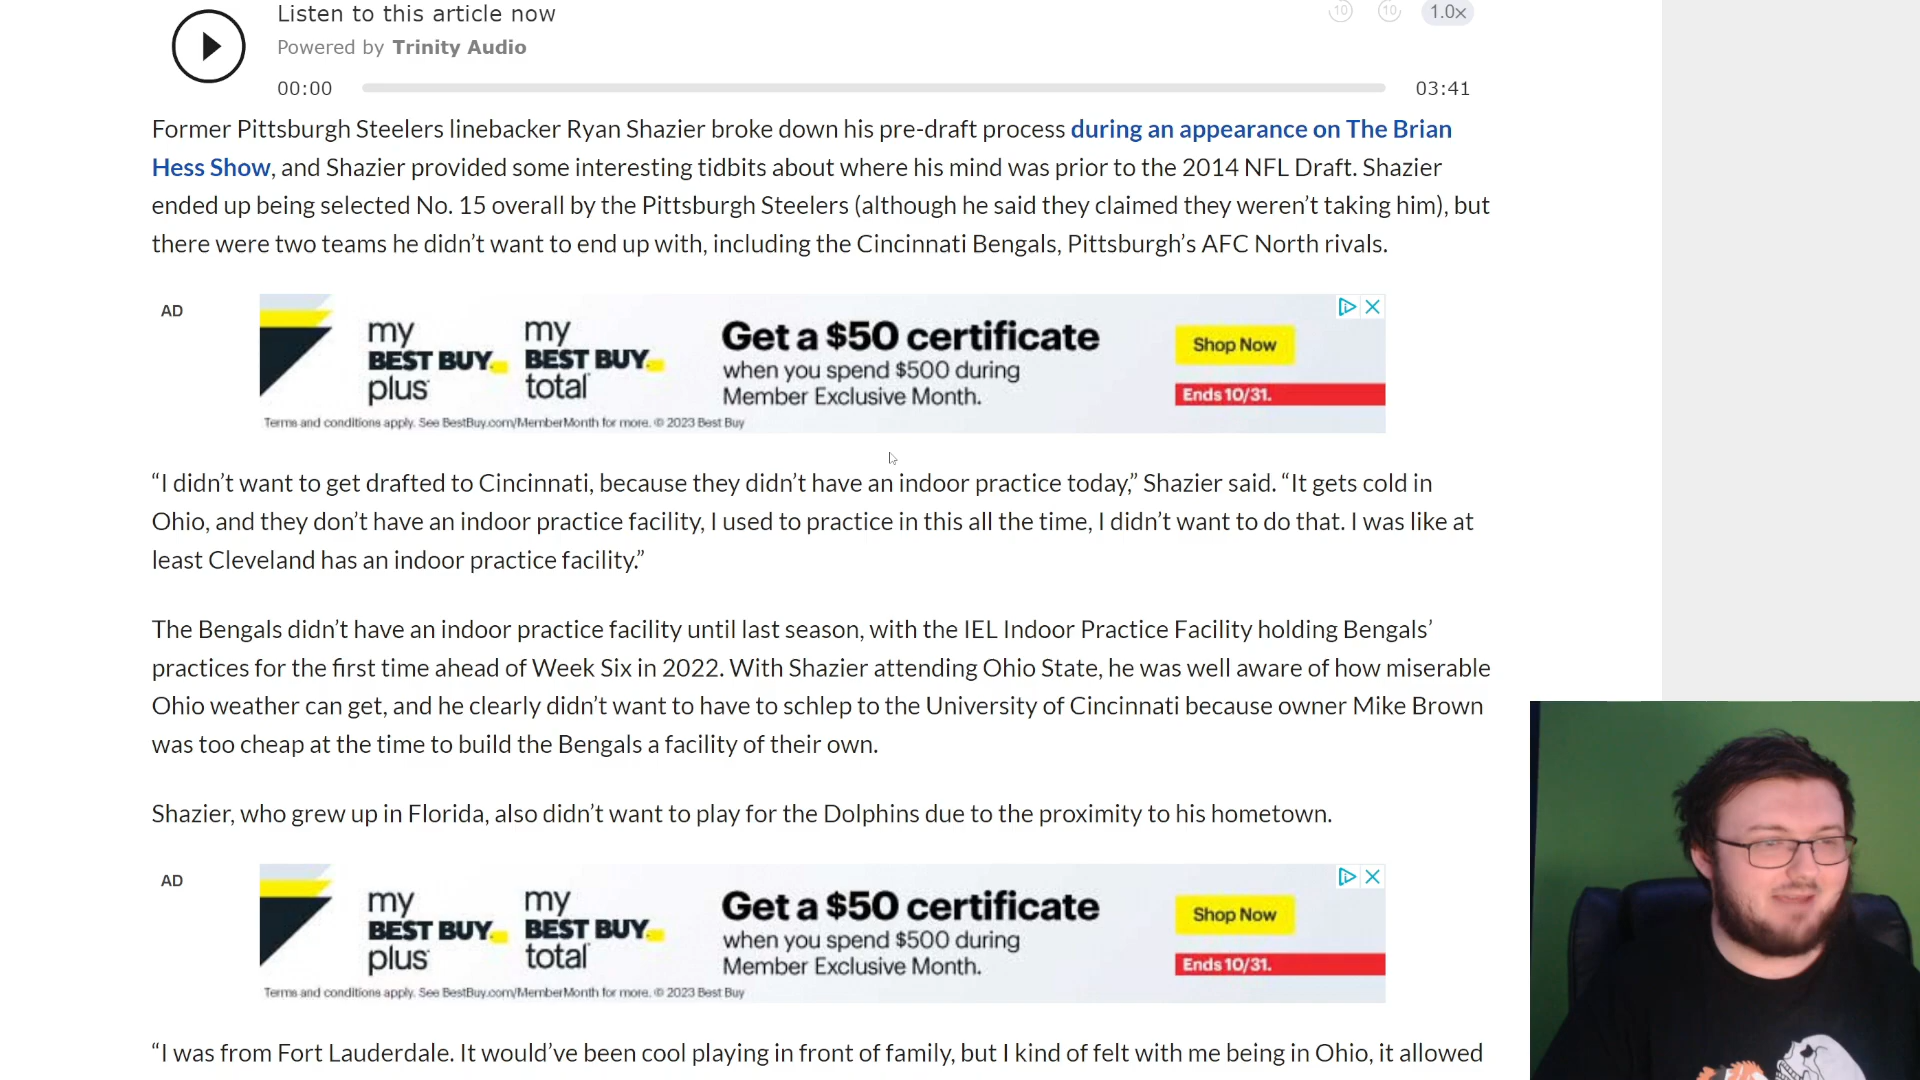 Listen to this article now
10 10 1.0x
Powered by Trinity Audio
00:00 03:41
Former Pittsburgh Steelers linebacker Ryan Shazier broke down his pre-draft process during an appearance on The Brian
Hess Show, and Shazier provided some interesting tidbits about where his mind was prior to the 2014 NFL Draft. Shazier
ended up being selected No. 15 overall by the Pittsburgh Steelers (although he said they claimed they weren’t taking him), but
there were two teams he didn’t want to end up with, including the Cincinnati Bengals, Pittsburgh’s AFC North rivals.
AD
my
BEST BUY
plus
my
BEST BUY
total
Get a $50 certificate
when you spend $500 during
Member Exclusive Month.
Shop Now
Ends 10/31.
Terms and conditions apply. See BestBuy.com/MemberMonth for more. © 2023 Best Buy
“I didn’t want to get drafted to Cincinnati, because they didn’t have an indoor practice today,” Shazier said. “It gets cold in
Ohio, and they don’t have an indoor practice facility, I used to practice in this all the time, I didn’t want to do that. I was like at
least Cleveland has an indoor practice facility.”
The Bengals didn’t have an indoor practice facility until last season, with the IEL Indoor Practice Facility holding Bengals’
practices for the first time ahead of Week Six in 2022. With Shazier attending Ohio State, he was well aware of how miserable
Ohio weather can get, and he clearly didn’t want to have to schlep to the University of Cincinnati because owner Mike Brown
was too cheap at the time to build the Bengals a facility of their own.
Shazier, who grew up in Florida, also didn’t want to play for the Dolphins due to the proximity to his hometown.
AD
my
BEST BUY
plus
my
BEST BUY
total
Get a $50 certificate
when you spend $500 during
Member Exclusive Month.
Shop Now
Ends 10/31.
Terms and conditions apply. See BestBuy.com/MemberMonth for more. © 2023 Best Buy
“I was from Fort Lauderdale. It would’ve been cool playing in front of family, but I kind of felt with me being in Ohio, it allowed